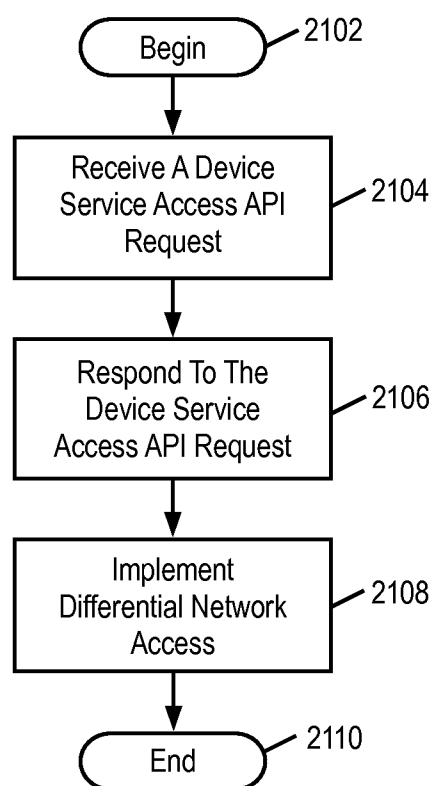 Begin
2102
Receive A Device
Service Access API
Request
2104
Respond To The
Device Service
Access API Request
2106
Implement
Differential Network
Access
2108
End
2110